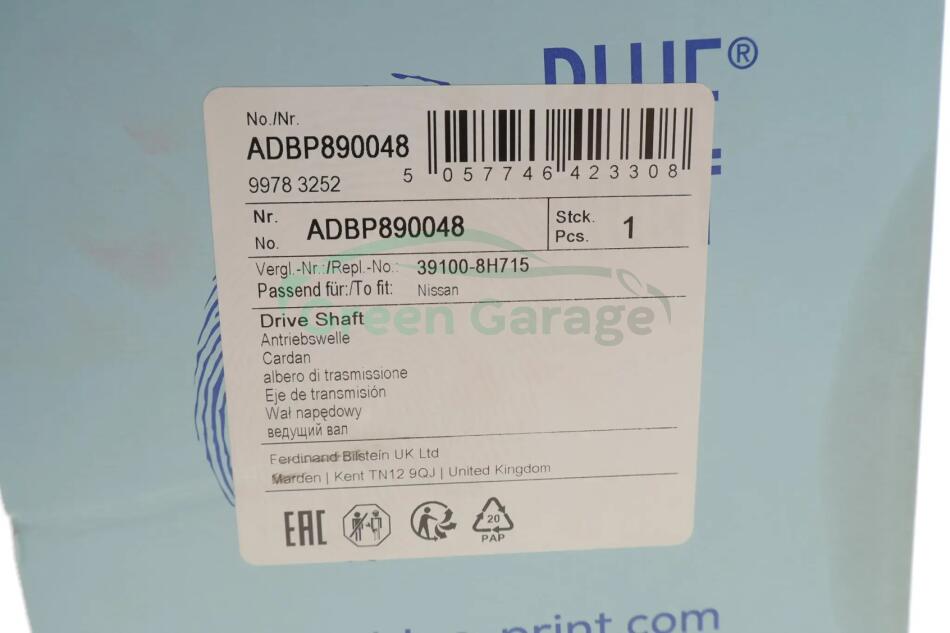 BLUE®
No./Nr.
ADBP890048
5 057746 423308
9978 3252
Nr.
No. ADBP890048
Stck.
Pcs. 1
Vergl.-Nr.:/Repl.-No.: 39100-8H715
Passend für:/To fit: Nissan
Green Garage
Drive Shaft
Antriebswelle
Cardan
albero di trasmissione
Eje de transmisión
Wał napędowy
ведущий вал
Ferdinand Bilstein UK Ltd
Marden | Kent TN12 9QJ | United Kingdom
EAC
20
PAP
print.com